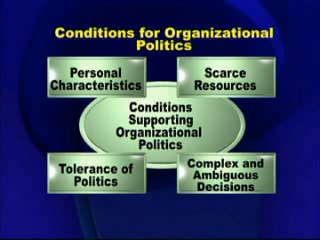 Conditions for Organizational
Politics
Personal
Characteristics
Scarce
Resources
Conditions
Supporting
Organizational
Politics
Tolerance of
Politics
Complex and
Ambiguous
Decisions